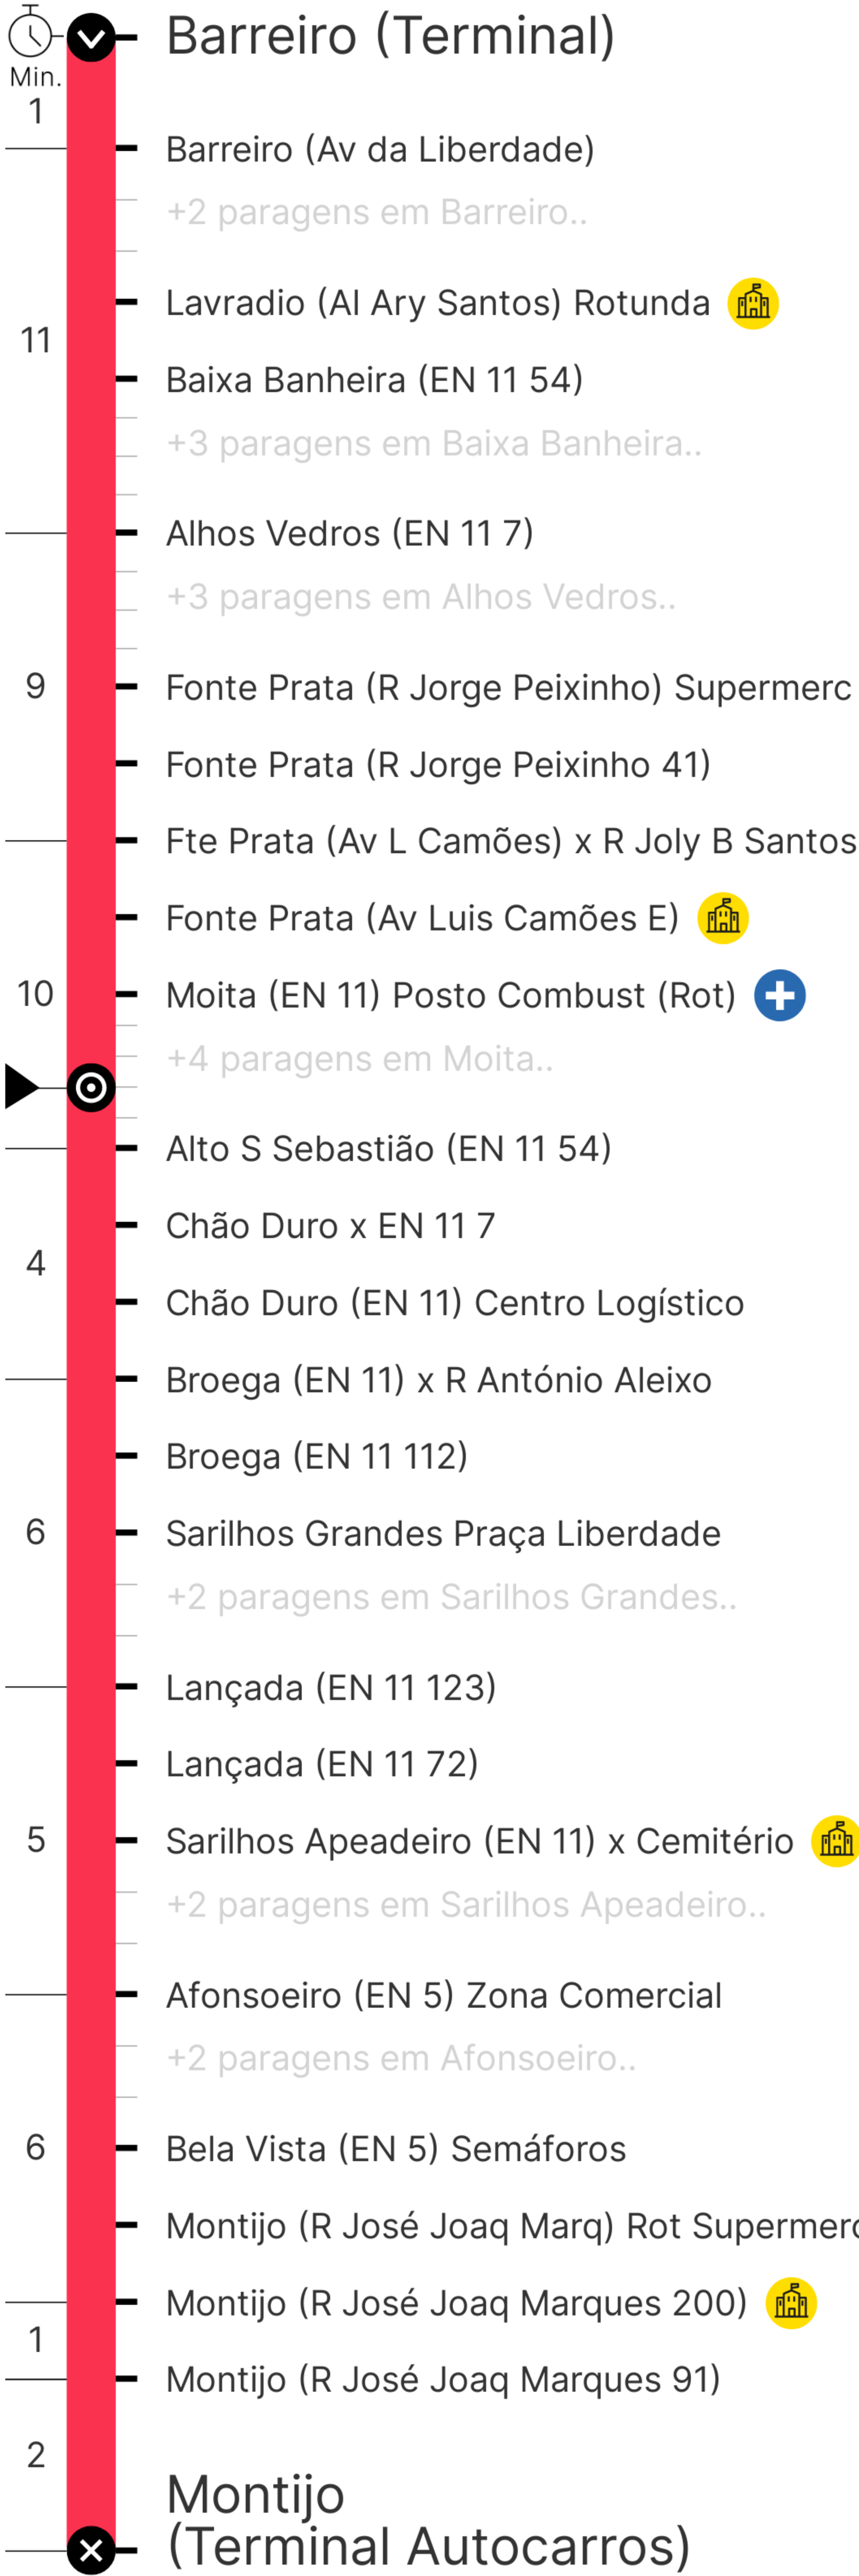 Barreiro (Terminal)
Min.
1
Barreiro (Av da Liberdade)
+2 paragens em Barreiro..
Lavradio (Al Ary Santos) Rotunda
11
Baixa Banheira (EN 11 54)
+3 paragens em Baixa Banheira..
Alhos Vedros (EN 11 7)
+3 paragens em Alhos Vedros..
9
Fonte Prata (R Jorge Peixinho) Supermerc
Fonte Prata (R Jorge Peixinho 41)
Fte Prata (Av L Camões) x R Joly B Santos
Fonte Prata (Av Luis Camões E)
10
Moita (EN 11) Posto Combust (Rot)
+4 paragens em Moita..
Alto S Sebastião (EN 11 54)
Chão Duro x EN 11 7
4
Chão Duro (EN 11) Centro Logístico
Broega (EN 11) x R António Aleixo
Broega (EN 11 112)
6
Sarilhos Grandes Praça Liberdade
+2 paragens em Sarilhos Grandes..
Lançada (EN 11 123)
Lançada (EN 11 72)
5
Sarilhos Apeadeiro (EN 11) x Cemitério
+2 paragens em Sarilhos Apeadeiro..
Afonsoeiro (EN 5) Zona Comercial
+2 paragens em Afonsoeiro..
6
Bela Vista (EN 5) Semáforos
Montijo (R José Joaq Marq) Rot Supermerc
Montijo (R José Joaq Marques 200)
1
Montijo (R José Joaq Marques 91)
2
Montijo
(Terminal Autocarros)